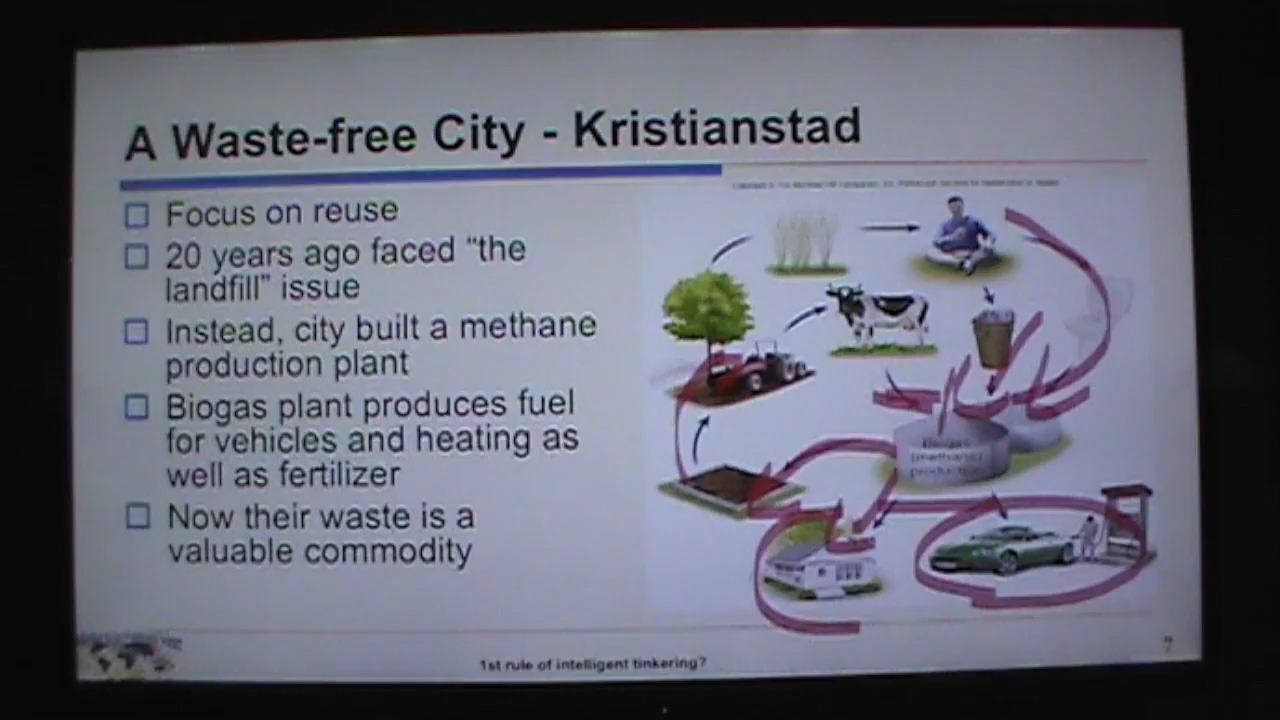 A Waste-free City - Kristianstad
Focus on reuse
20 years ago faced “the
landfill” issue
Instead, city built a methane
production plant
Biogas plant produces fuel
for vehicles and heating as
well as fertilizer
Now their waste is a
valuable commodity
Biogas
(methane)
production
1st rule of intelligent tinkering?
7